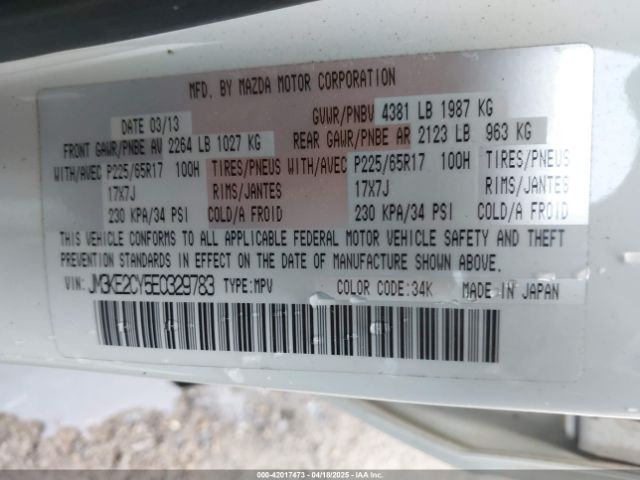 MFD. BY MAZDA MOTOR CORPORATION
DATE 03/13 GVWR/PNBV 4381 LB 1987 KG
FRONT GAWR/PNBE AV 2264 LB 1027 KG REAR GAWR/PNBE AR 2123 LB 963 KG
WITH/AVEC P225/65R17 100H TIRES/PNEUS WITH/AVEC P225/65R17 100H TIRES/PNEUS
17X7J RIMS/JANTES 17X7J RIMS/JANTES
230 KPA/34 PSI COLD/A FROID 230 KPA/34 PSI COLD/A FROID
THIS VEHICLE CONFORMS TO ALL APPLICABLE FEDERAL MOTOR VEHICLE SAFETY AND THEFT
PREVENTION STANDARDS IN EFFECT ON THE DATE OF MANUFACTURE SHOWN ABOVE.
VIN: JM3KE2CY5E0329783 TYPE:MPV COLOR CODE:34K MADE IN JAPAN
000-42017473 - 04/18/2025 - IAAI.COM